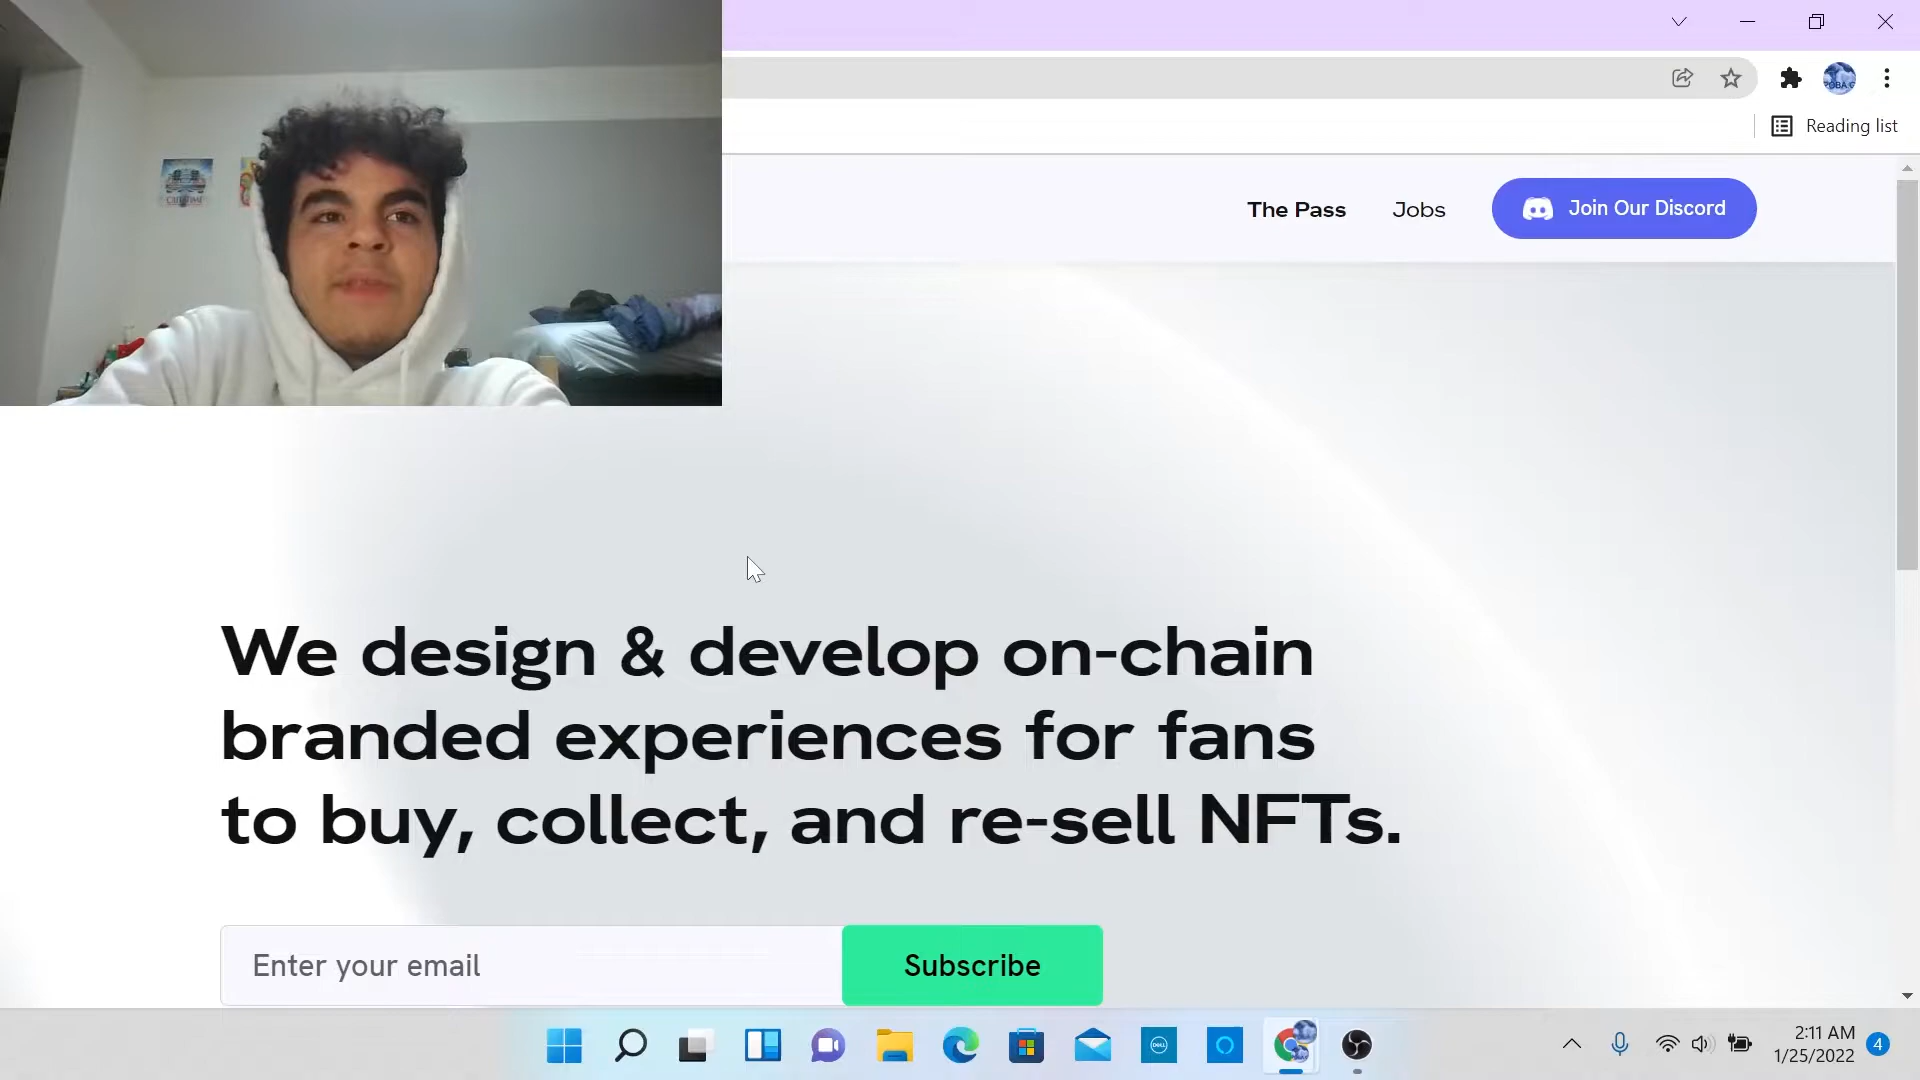 Reading list
The Pass
Jobs
Join Our Discord
We design & develop on-chain
branded experiences for fans
to buy, collect, and re-sell NFTs.
Enter your email
Subscribe
2:11 AM
1/25/2022
4